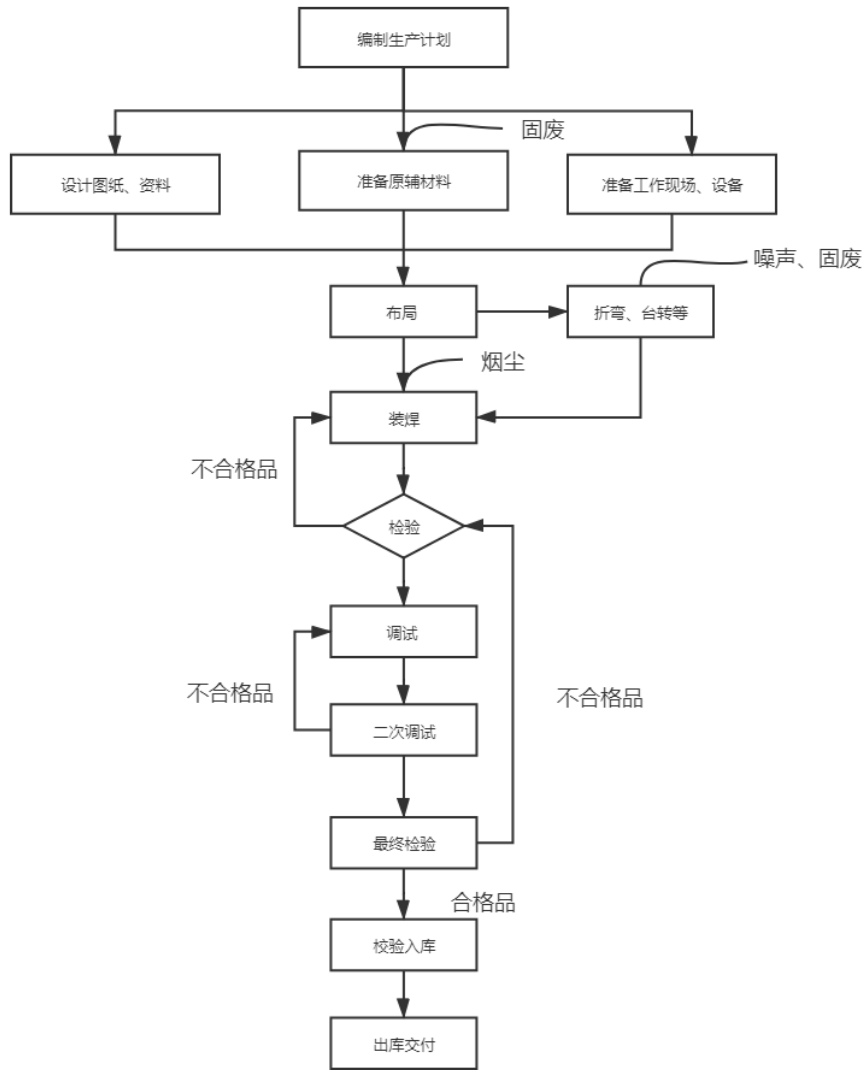 编制生产计划
固废
设计图纸、资料
准备原辅材料
准备工作现场、设备
噪声、固废
布局
折弯、台转等
烟尘
装焊
不合格品
检验
调试
不合格品
不合格品
二次调试
最终检验
合格品
校验入库
出库交付